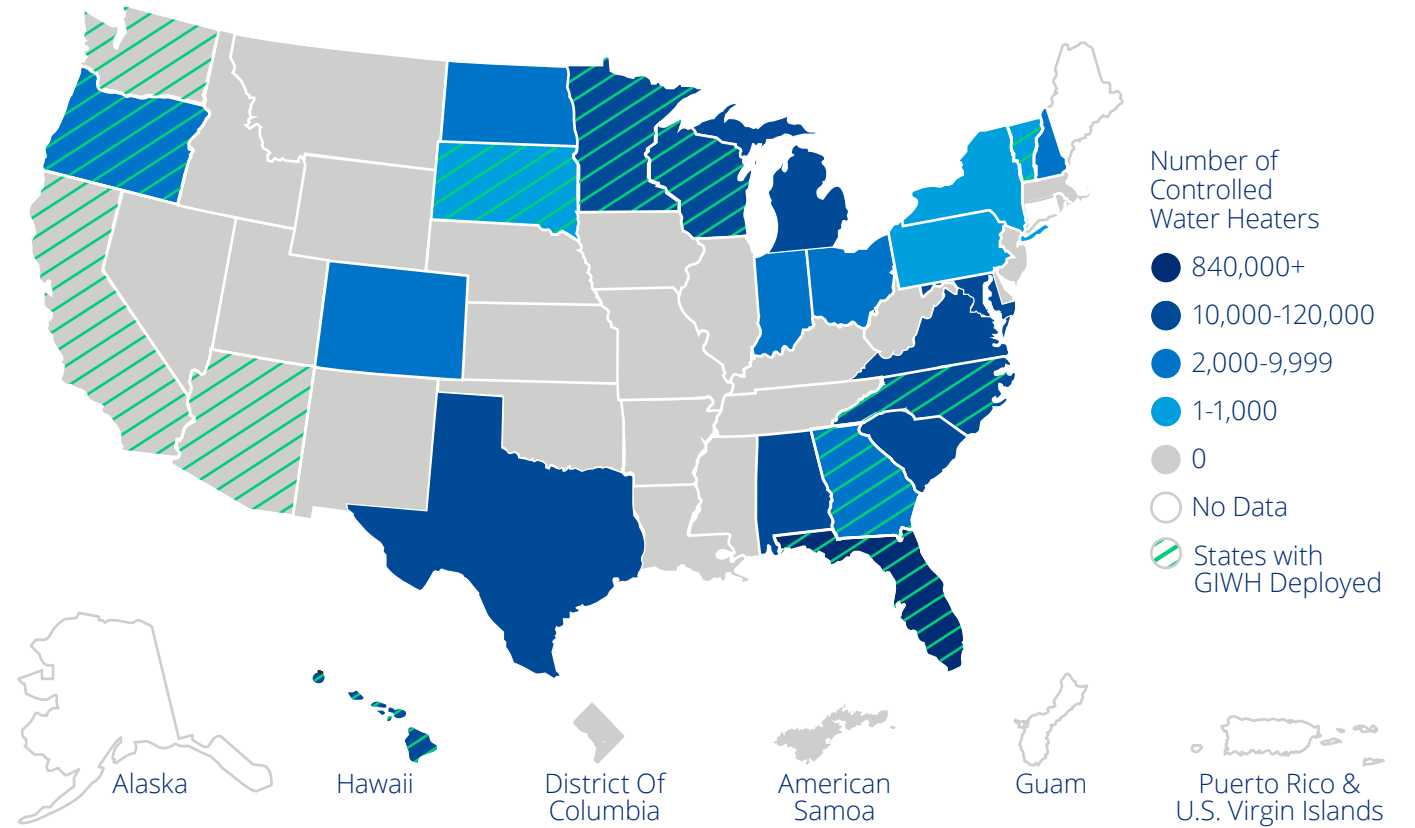 Number of
Controlled
Water Heaters
840,000+
10,000-120,000
2,000-9,999
1-1,000
0
No Data
States with
GIWH Deployed
Alaska
Hawaii
District Of
Columbia
American
Samoa
Guam
Puerto Rico &
U.S. Virgin Islands